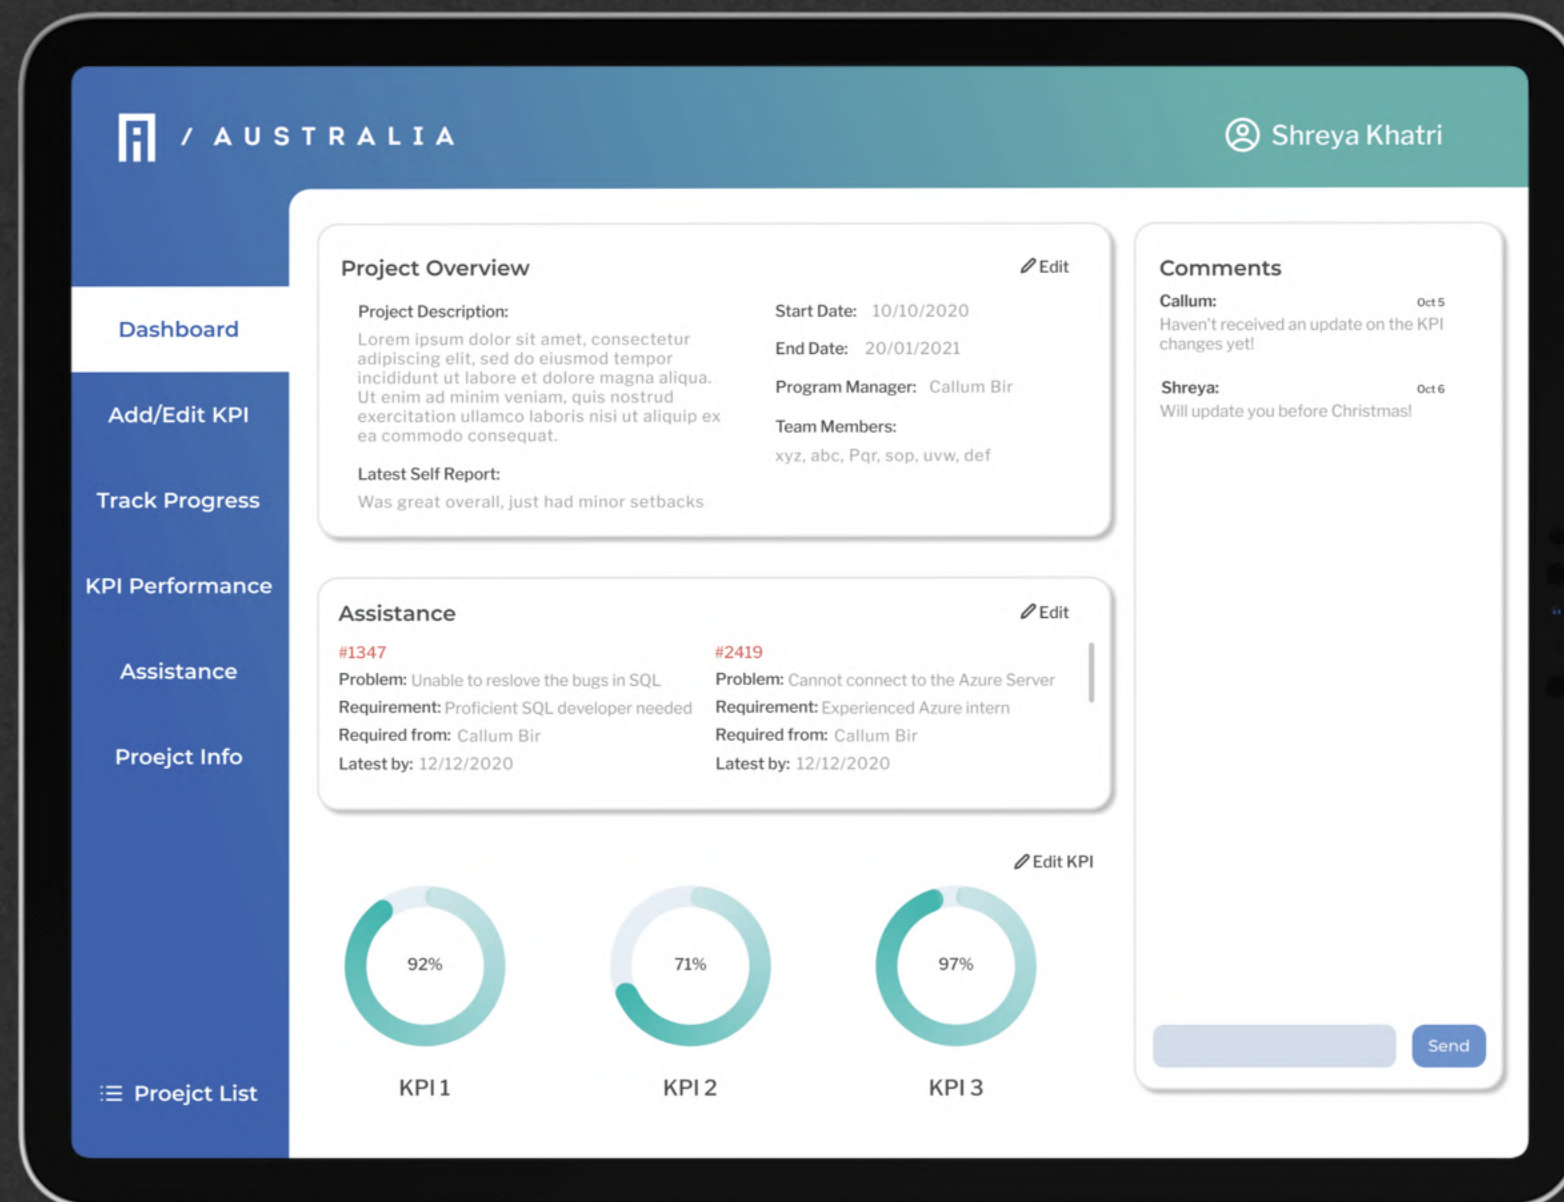 / AUSTRALIA
Shreya Khatri
Dashboard
Add/Edit KPI
Track Progress
KPI Performance
Assistance
Proejct Info
Proejct List
Project Overview
Edit
Project Description:
Lorem ipsum dolor sit amet, consectetur
adipiscing elit, sed do eiusmod tempor
incididunt ut labore et dolore magna aliqua.
Ut enim ad minim veniam, quis nostrud
exercitation ullamco laboris nisi ut aliquip ex
ea commodo consequat.
Latest Self Report:
Was great overall, just had minor setbacks
Start Date: 10/10/2020
End Date: 20/01/2021
Program Manager: Callum Bir
Team Members:
xyz, abc, Pqr, sop, uvw, def
Assistance
Edit
#1347
Problem: Unable to reslove the bugs in SQL
Requirement: Proficient SQL developer needed
Required from: Callum Bir
Latest by: 12/12/2020
#2419
Problem: Cannot connect to the Azure Server
Requirement: Experienced Azure intern
Required from: Callum Bir
Latest by: 12/12/2020
Edit KPI
92%
KPI 1
71%
KPI 2
97%
KPI 3
Comments
Callum: Oct 5
Haven't received an update on the KPI
changes yet!
Shreya: Oct 6
Will update you before Christmas!
Send